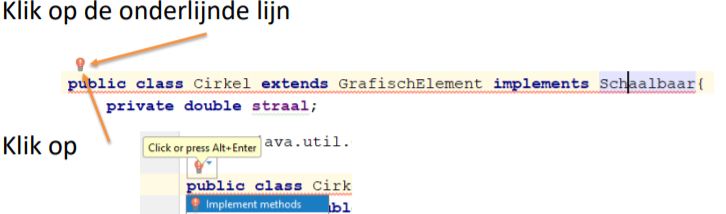 Klik op de onderlijnde lijn
public class Cirkel extends GrafischElement implements Schaalbaar{
private double straal;
Klik op
Click or press Alt+Enter
ava.util.
public class Cirk
Implement methods
ubl